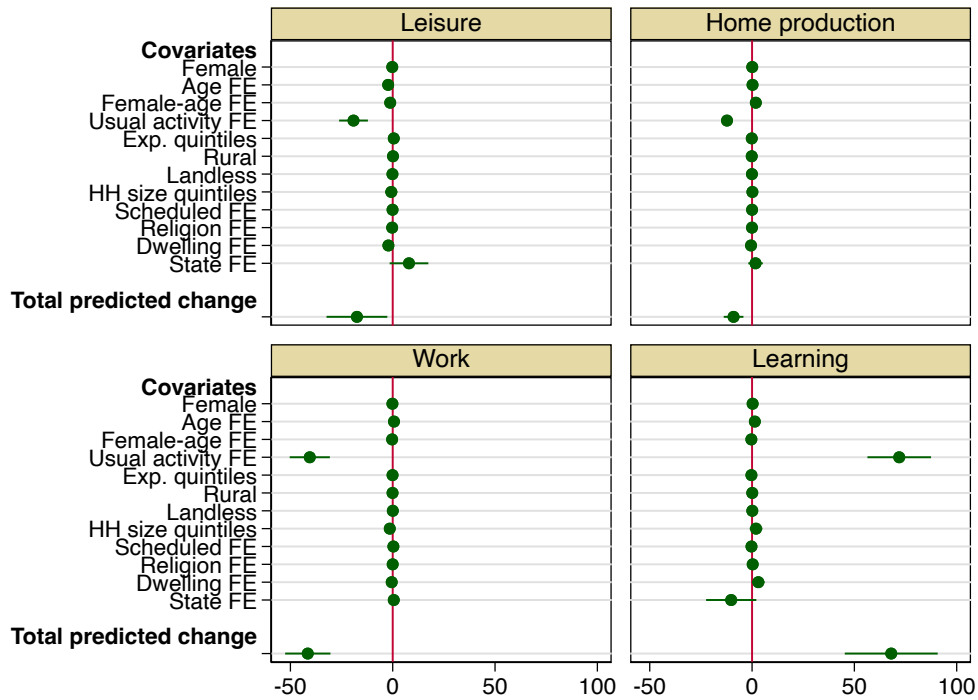 Leisure
Home production
Covariates
Female
Age FE
Female-age FE
Usual activity FE
Exp. quintiles
Rural
Landless
HH size quintiles
Scheduled FE
Religion FE
Dwelling FE
State FE
Total predicted change
Work
Learning
Covariates
Female
Age FE
Female-age FE
Usual activity FE
Exp. quintiles
Rural
Landless
HH size quintiles
Scheduled FE
Religion FE
Dwelling FE
State FE
Total predicted change
-50 0 50 100
-50 0 50 100